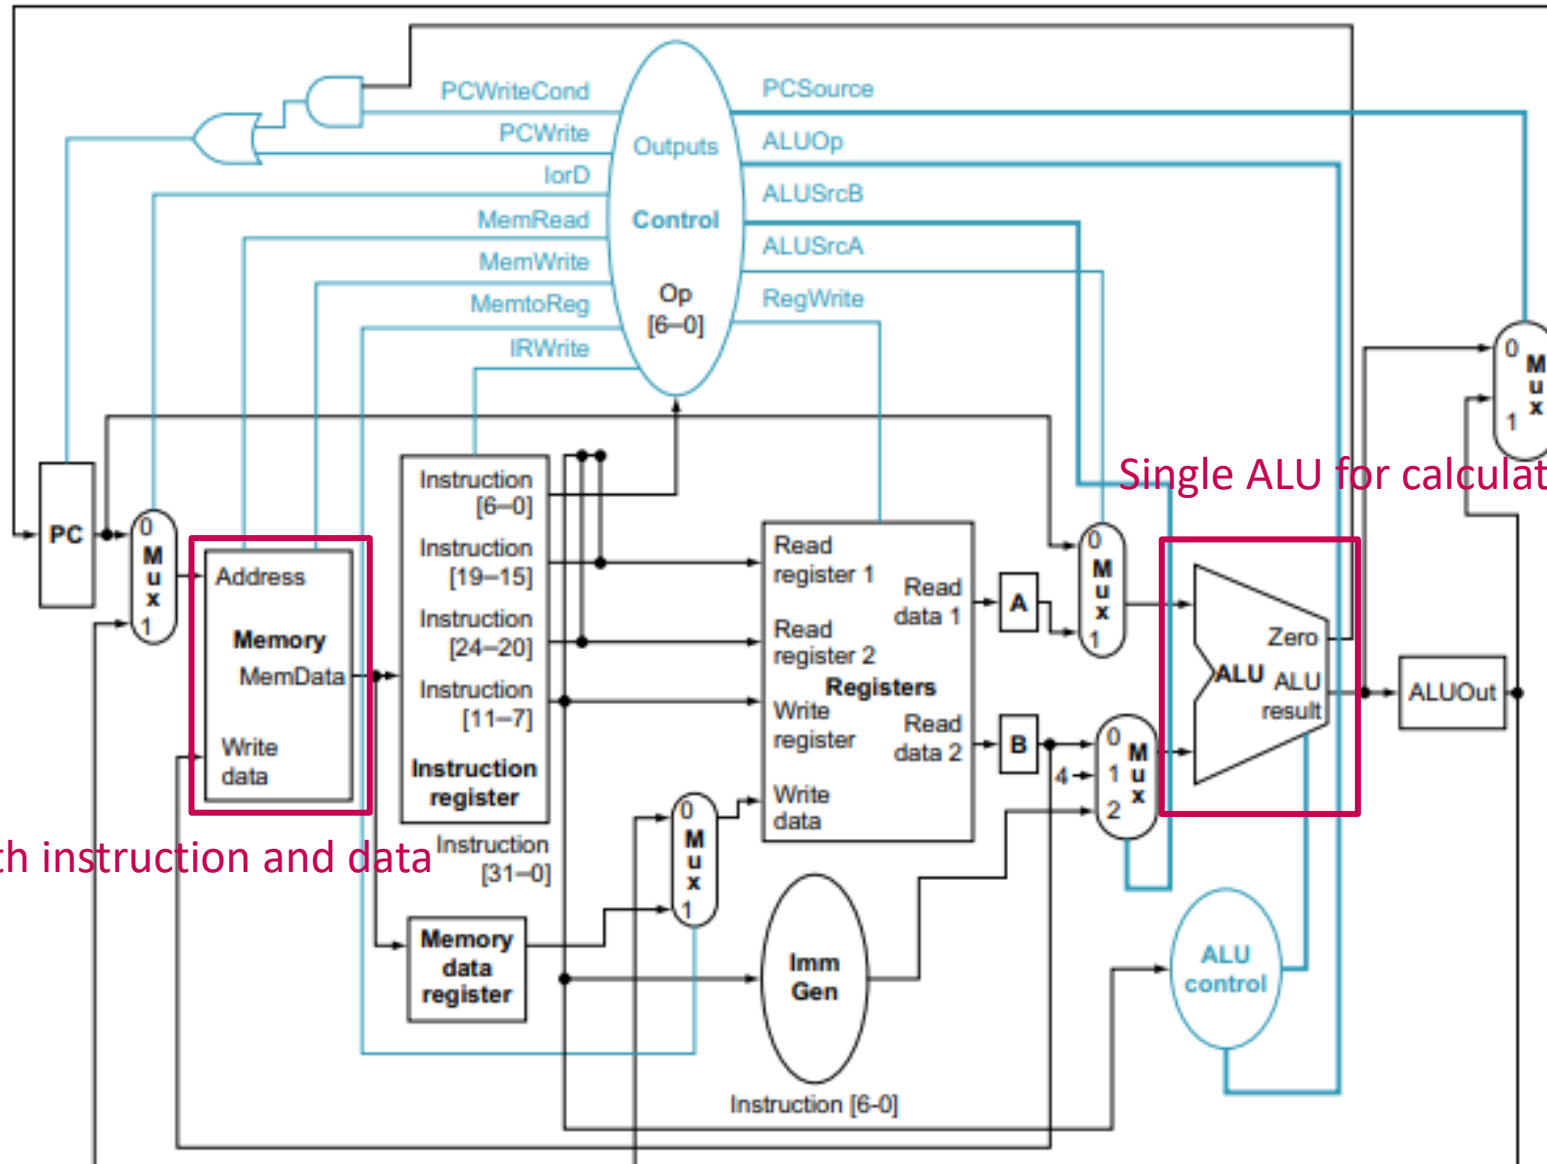 PCWriteCond
PCWrite
IorD
MemRead
MemWrite
MemtoReg
IRWrite
Outputs
Control
Op
[6–0]
PCSource
ALUOp
ALUSrcB
ALUSrcA
RegWrite
PC
0
M
u
x
1
Address
Memory
MemData
Write
data
Instruction
[6–0]
Instruction
[19–15]
Instruction
[24–20]
Instruction
[11–7]
Instruction
register
Instruction
[31–0]
instruction and data
Memory
data
register
0
M
u
x
1
Read
register 1
Read
register 2
Registers
Write
register
Write
data
Read
data 1
Read
data 2
A
B
Imm
Gen
Instruction [6-0]
0
M
u
x
1
4
0
1
2
M
u
x
Single ALU for
Zero
ALU
ALU
result
ALU
control
ALUOut
0
M
u
x
1